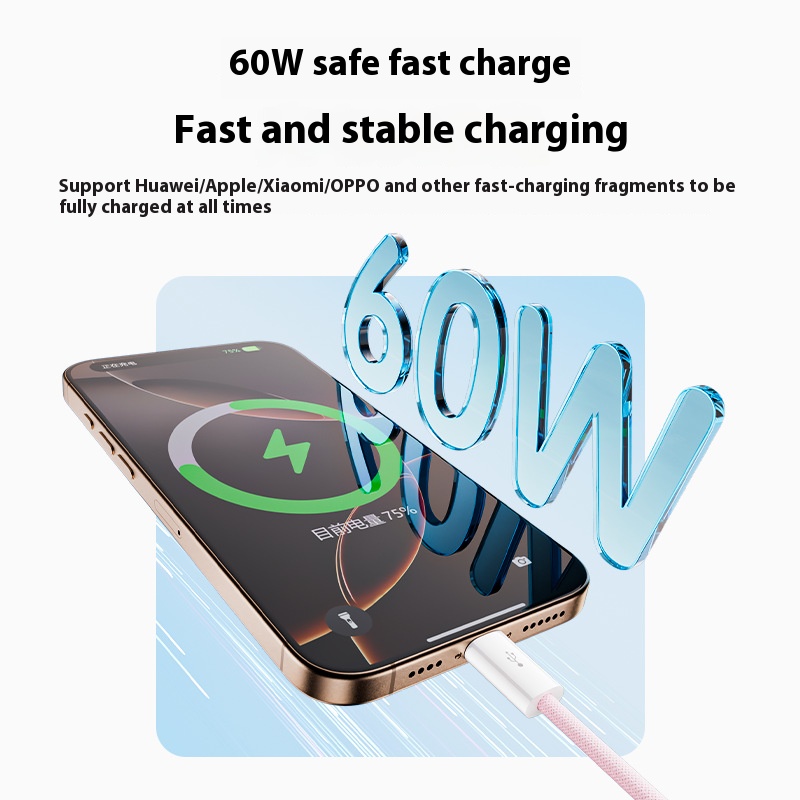 60W safe fast charge
Fast and stable charging
Support Huawei/Apple/Xiaomi/OPPO and other fast-charging fragments to be
fully charged at all times
60W
正在充电 75%
目前电量 75%